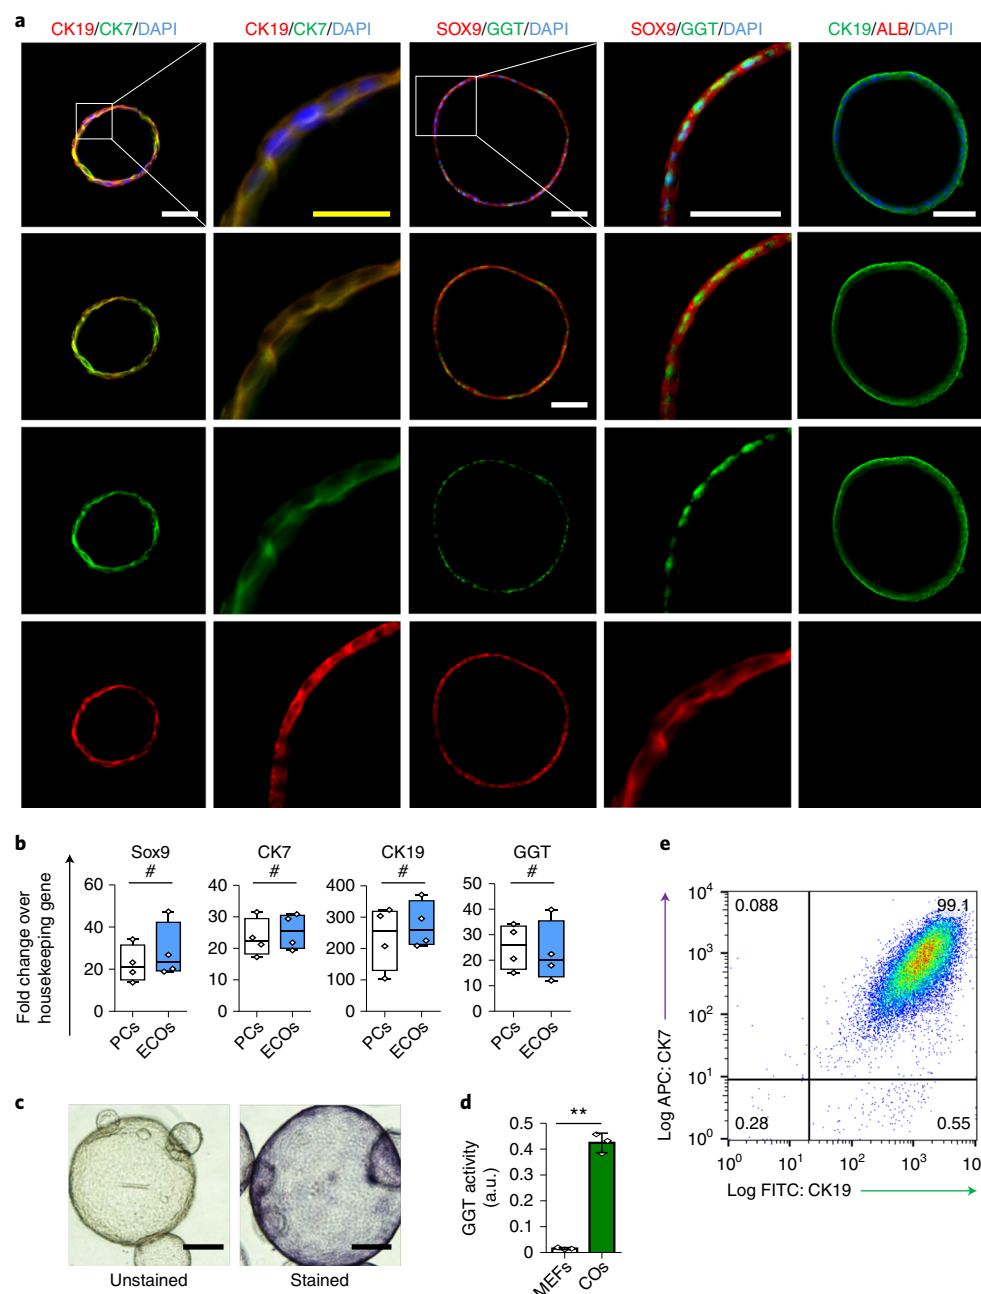 a
CK19/CK7/DAPI
CK19/CK7/DAPI
SOX9/GGT/DAPI
SOX9/GGT/DAPI
CK19/ALB/DAPI
b
Fold change over
housekeeping gene
Sox9
#
60
40
20
0
PCs
ECOs
CK7
#
40
30
20
10
0
PCs
ECOs
CK19
#
400
300
200
100
0
PCs
ECOs
GGT
#
50
40
30
20
10
0
PCs
ECOs
c
Unstained
Stained
d
GGT activity
(a.u.)
**
0.5
0.4
0.3
0.2
0.1
0
MEFs
COs
e
Log APC: CK7
10⁴
10³
10²
10¹
10⁰
0.088
99.1
0.28
0.55
10⁰
10¹
10²
10³
10
Log FITC: CK19